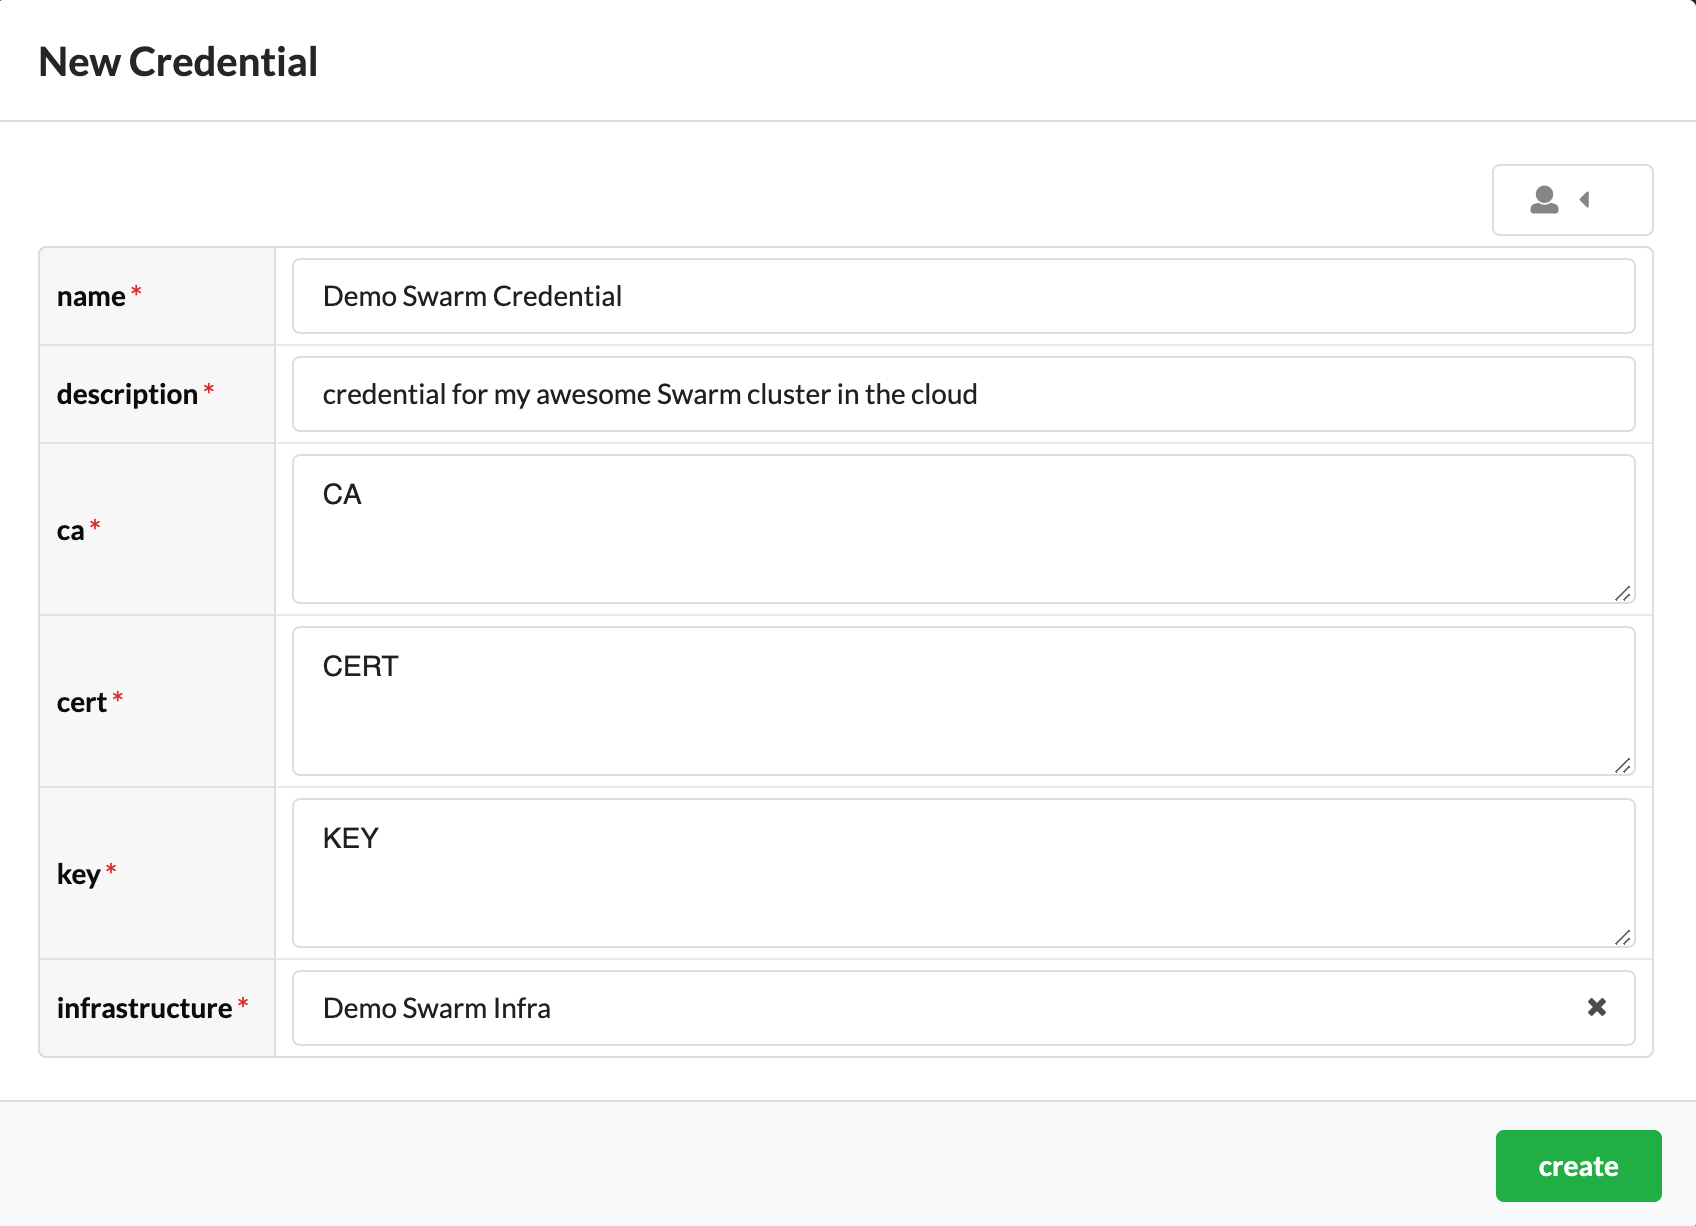 New Credential
name *
Demo Swarm Credential
description *
credential for my awesome Swarm cluster in the cloud
ca *
CA
cert *
CERT
key *
KEY
infrastructure *
Demo Swarm Infra
create